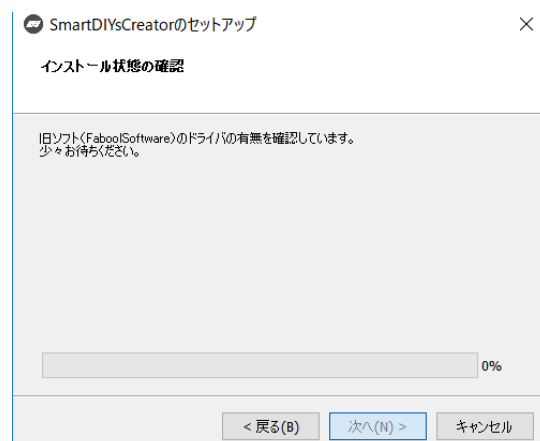 SmartDIYsCreatorのセットアップ
インストール状態の確認
旧ソフト(FaboolSoftware)のドライバの有無を確認しています。
少々お待ちください。
0%
< 戻る(B)
次へ(N) >
キャンセル